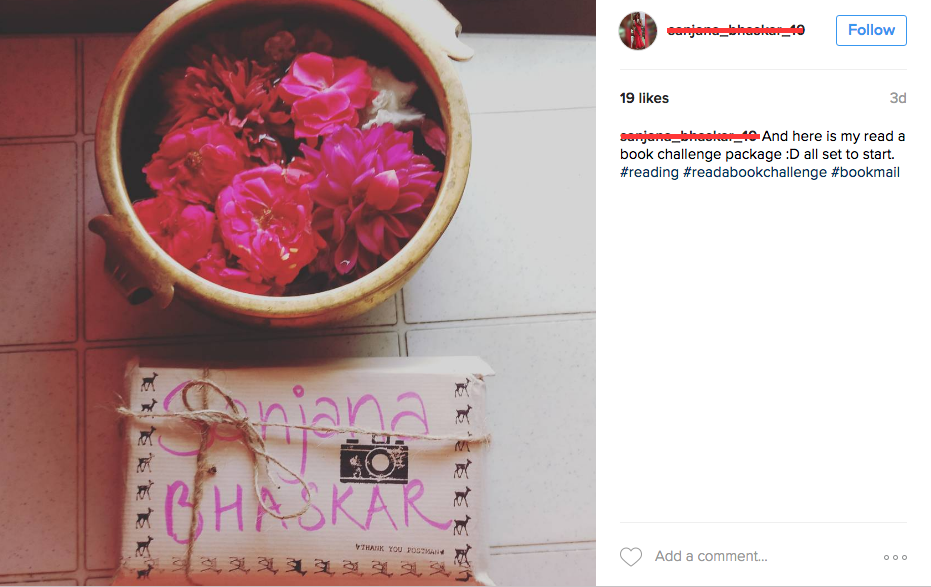 Sanjana
BHASKAR
♥THANK YOU POSTMAN♥
sanjana_bhaskar_19
Follow
19 likes
3d
sanjana_bhaskar_19 And here is my read a
book challenge package :D all set to start.
#reading #readabookchallenge #bookmail
Add a comment...